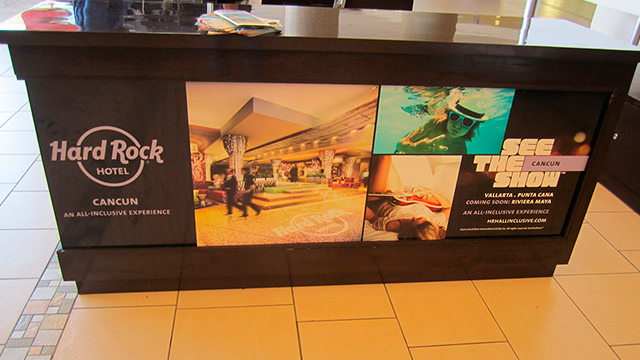 Hard Rock
HOTEL
CANCUN
AN ALL-INCLUSIVE EXPERIENCE
SEE
THE
CANCUN
SHOW
VALLARTA . PUNTA CANA
COMING SOON: RIVIERA MAYA
AN ALL-INCLUSIVE EXPERIENCE
HRHALLINCLUSIVE.COM